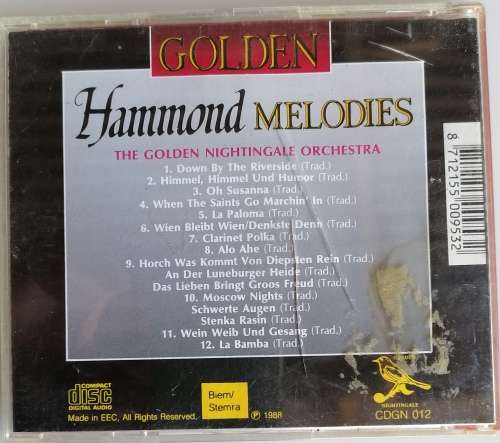 GOLDEN
Hammond MELODIES
THE GOLDEN NIGHTINGALE ORCHESTRA
1. Down By The Riverside (Trad.)
2. Himmel, Himmel Und Humor (Trad.)
3. Oh Susanna (Trad.)
4. When The Saints Go Marchin' In (Trad.)
5. La Paloma (Trad.)
6. Wien Bleibt Wien/Denkste Denn (Trad.)
7. Clarinet Polka (Trad.)
8. Alo Ahe (Trad.)
9. Horch Was Kommt Von Diepsten Rein (Trad.)
An Der Luneburger Heide (Trad.)
Das Lieben Bringt Groos Freud (Trad.)
10. Moscow Nights (Trad.)
Schwerte Augen (Trad.)
Stenka Rasin (Trad.)
11. Wein Weib Und Gesang (Trad.)
12. La Bamba (Trad.)
8 712155 009532
COMPACT
disc
DIGITAL AUDIO
Biem/
Stemra
GOLDEN
NIGHTINGALE
Made in EEC, All Rights Reserved,
℗ 1988
CDGN 012